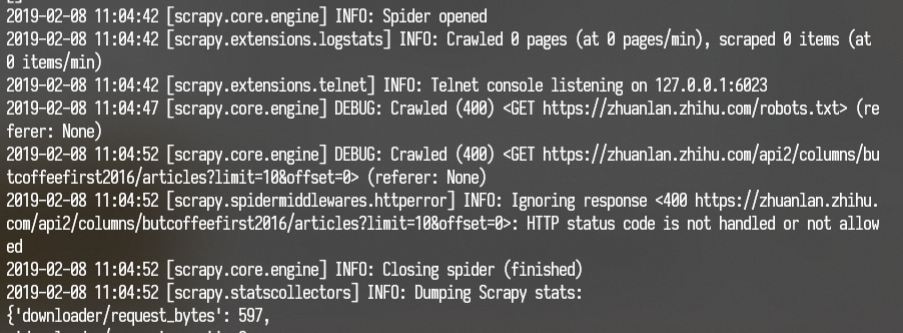 2019-02-08 11:04:42 [scrapy.core.engine] INFO: Spider opened
2019-02-08 11:04:42 [scrapy.extensions.logstats] INFO: Crawled 0 pages (at 0 pages/min), scraped 0 items (at
0 items/min)
2019-02-08 11:04:42 [scrapy.extensions.telnet] INFO: Telnet console listening on 127.0.0.1:6023
2019-02-08 11:04:47 [scrapy.core.engine] DEBUG: Crawled (400) <GET https://zhuanlan.zhihu.com/robots.txt> (re
ferer: None)
2019-02-08 11:04:52 [scrapy.core.engine] DEBUG: Crawled (400) <GET https://zhuanlan.zhihu.com/api2/columns/bu
tcoffeefirst2016/articles?limit=10&offset=0> (referer: None)
2019-02-08 11:04:52 [scrapy.spidermiddlewares.httperror] INFO: Ignoring response <400 https://zhuanlan.zhihu.
com/api2/columns/butcoffeefirst2016/articles?limit=10&offset=0>: HTTP status code is not handled or not allow
ed
2019-02-08 11:04:52 [scrapy.core.engine] INFO: Closing spider (finished)
2019-02-08 11:04:52 [scrapy.statscollectors] INFO: Dumping Scrapy stats:
{'downloader/request_bytes': 597,